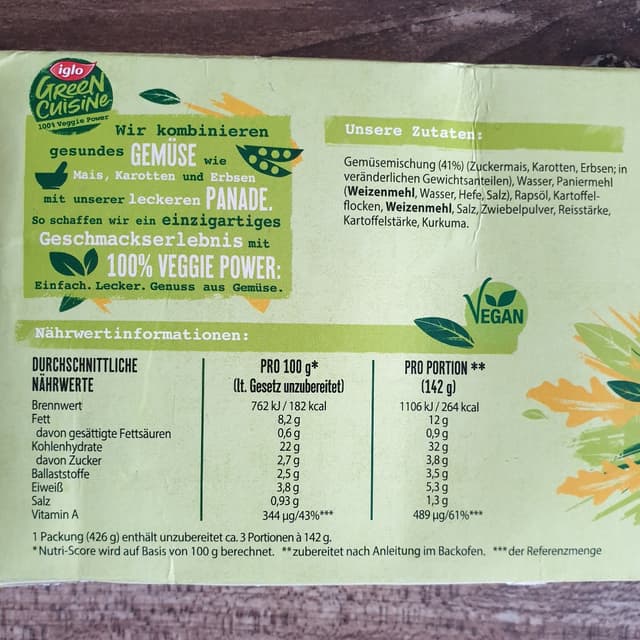 iglo
GREEN
CUISINE
100% Veggie Power
Wir kombinieren
gesundes GEMÜSE wie
Mais, Karotten und Erbsen
mit unserer leckeren PANADE.
So schaffen wir ein einzigartiges
Geschmackserlebnis mit
100% VEGGIE POWER:
Einfach. Lecker. Genuss aus Gemüse.
Unsere Zutaten:
Gemüsemischung (41%) (Zuckermais, Karotten, Erbsen; in
veränderlichen Gewichtsanteilen), Wasser, Paniermehl
(Weizenmehl, Wasser, Hefe, Salz), Rapsöl, Kartoffel-
flocken, Weizenmehl, Salz, Zwiebelpulver, Reisstärke,
Kartoffelstärke, Kurkuma.
VEGAN
Nährwertinformationen:
DURCHSCHNITTLICHE NÄHRWERTE
PRO 100 g* (lt. Gesetz unzubereitet)
PRO PORTION ** (142 g)
Brennwert 762 kJ / 182 kcal 1106 kJ / 264 kcal
Fett 8,2 g 12 g
davon gesättigte Fettsäuren 0,6 g 0,9 g
Kohlenhydrate 22 g 32 g
davon Zucker 2,7 g 3,8 g
Ballaststoffe 2,5 g 3,5 g
Eiweiß 3,8 g 5,3 g
Salz 0,93 g 1,3 g
Vitamin A 344 µg/43%*** 489 µg/61%***
1 Packung (426 g) enthält unzubereitet ca. 3 Portionen à 142 g.
*Nutri-Score wird auf Basis von 100 g berechnet. **zubereitet nach Anleitung im Backofen. ***der Referenzmenge